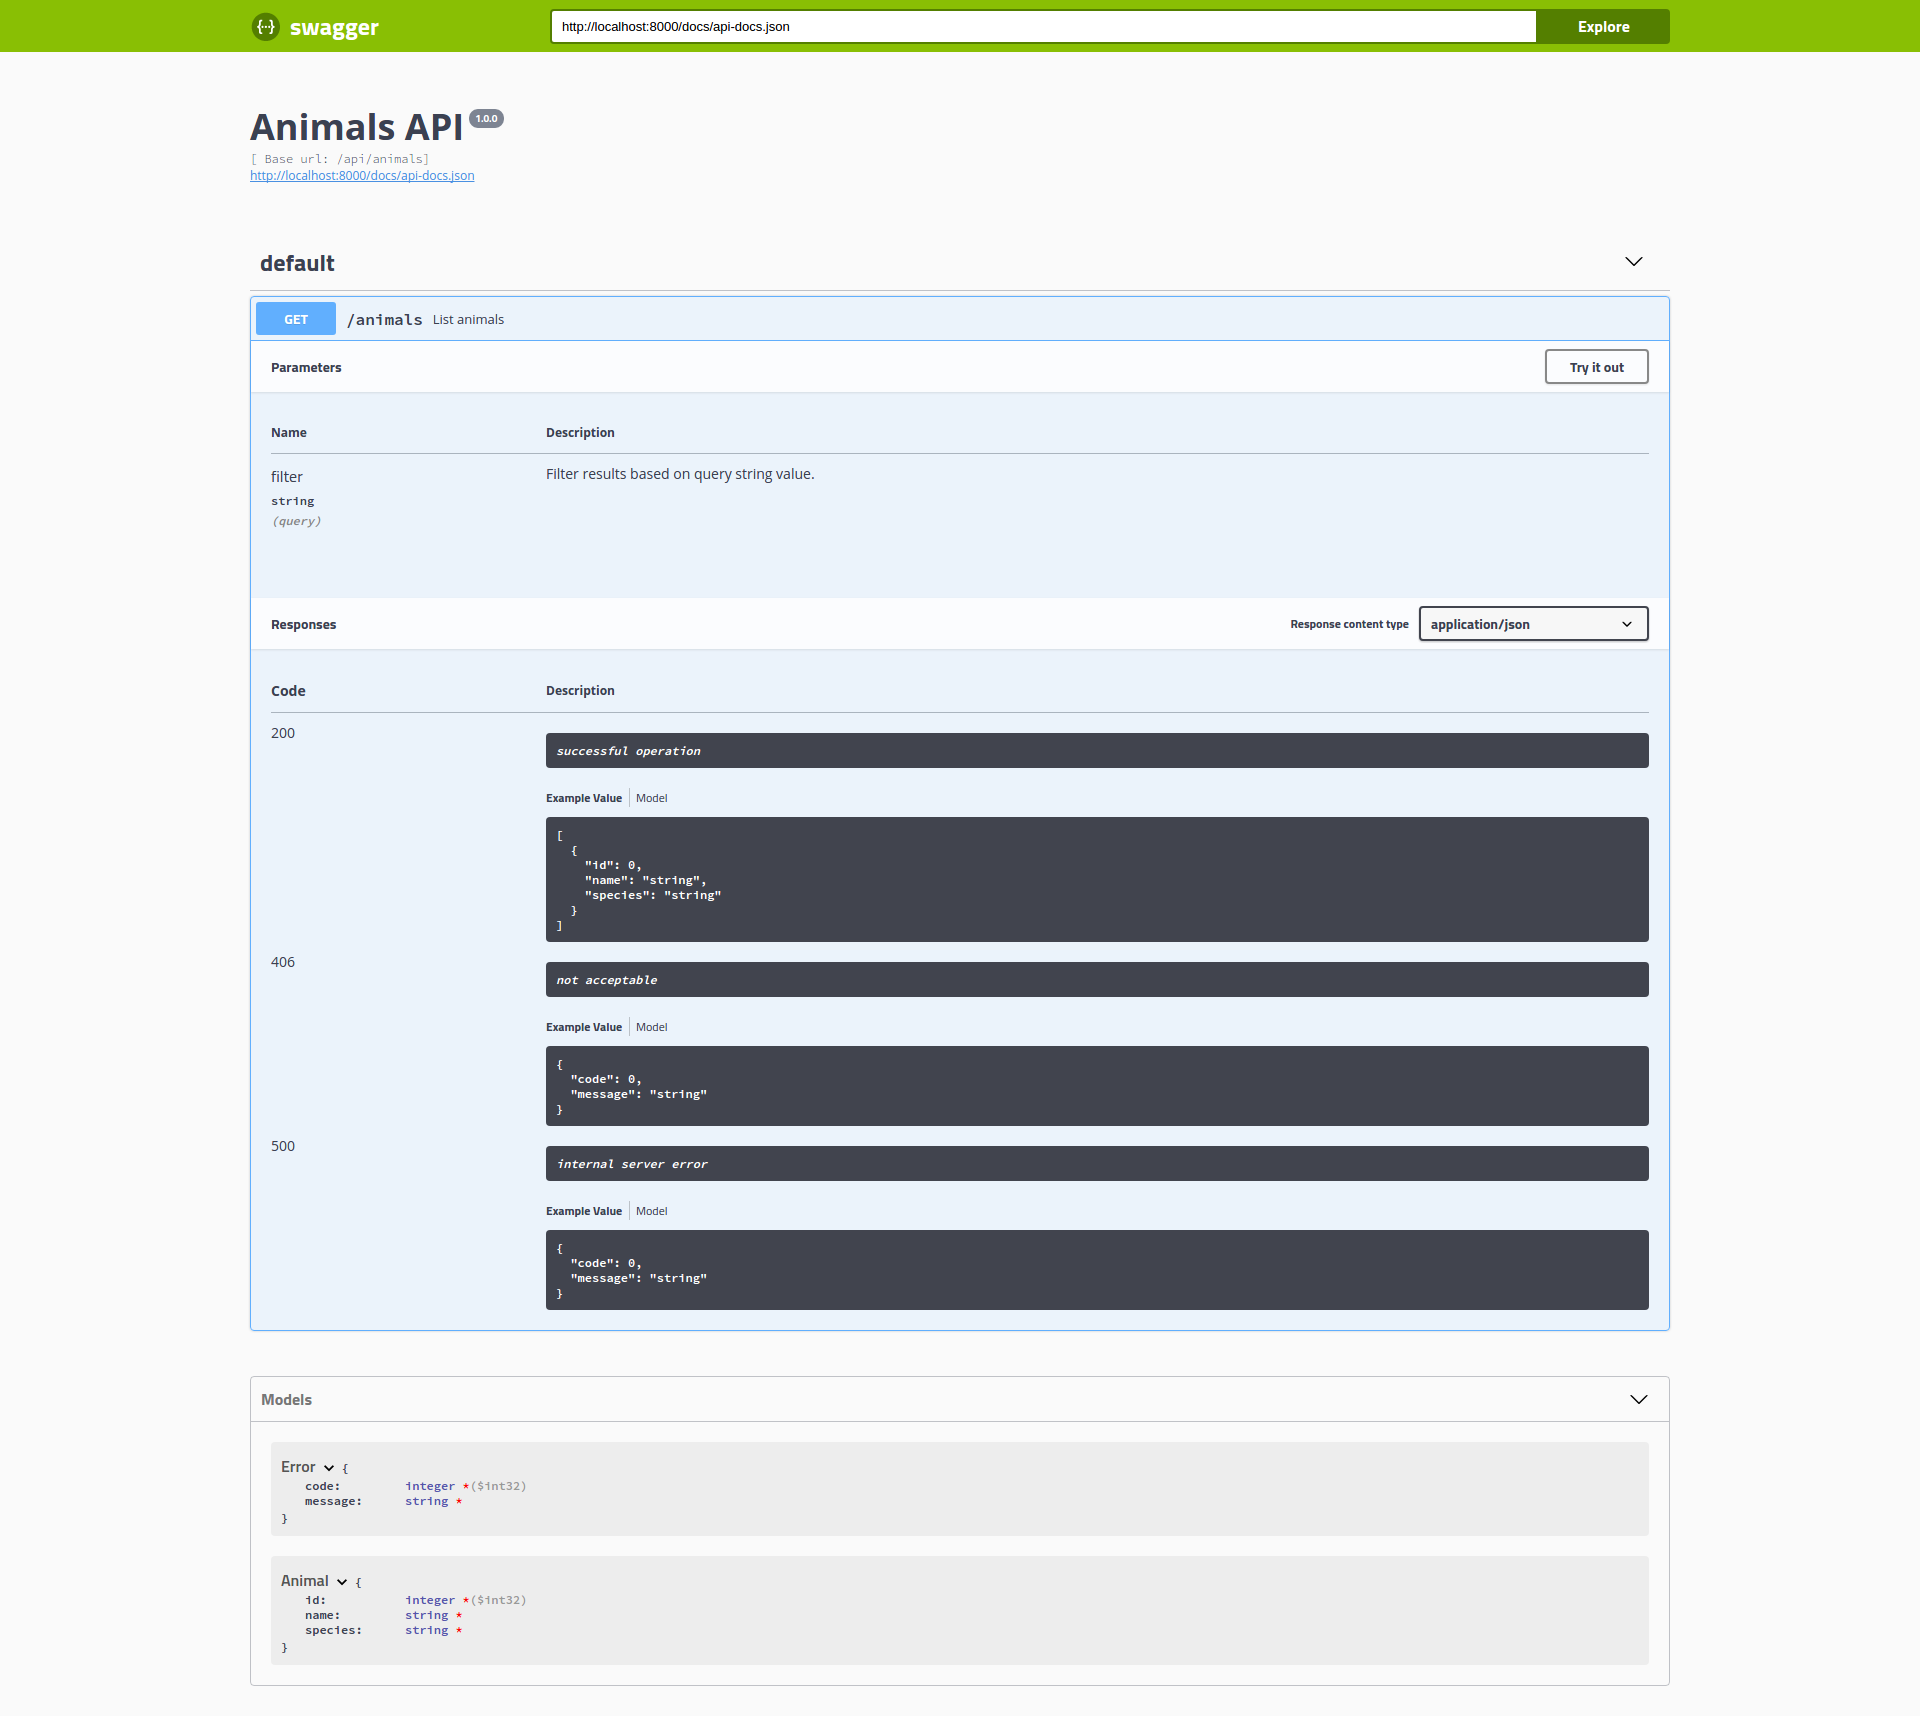 {···} swagger
http://localhost:8000/docs/api-docs.json
Explore
Animals API 1.0.0
[ Base url: /api/animals]
http://localhost:8000/docs/api-docs.json
default
GET /animals List animals
Parameters
Try it out
Name Description
filter Filter results based on query string value.
string
(query)
Responses
Response content type application/json
Code Description
200
successful operation
Example Value Model
[
{
"id": 0,
"name": "string",
"species": "string"
}
]
406
not acceptable
Example Value Model
{
"code": 0,
"message": "string"
}
500
internal server error
Example Value Model
{
"code": 0,
"message": "string"
}
Models
Error {
code: integer *($int32)
message: string *
}
Animal {
id: integer *($int32)
name: string *
species: string *
}